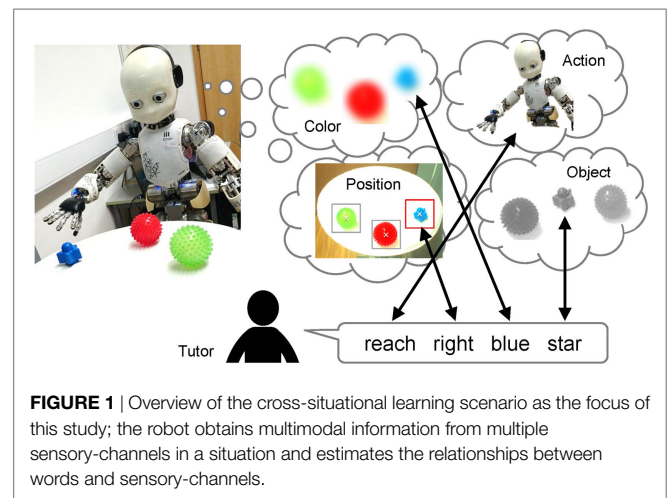 Color
Action
Position
Object
Tutor
reach right blue star
FIGURE 1 | Overview of the cross-situational learning scenario as the focus of
this study; the robot obtains multimodal information from multiple
sensory-channels in a situation and estimates the relationships between
words and sensory-channels.